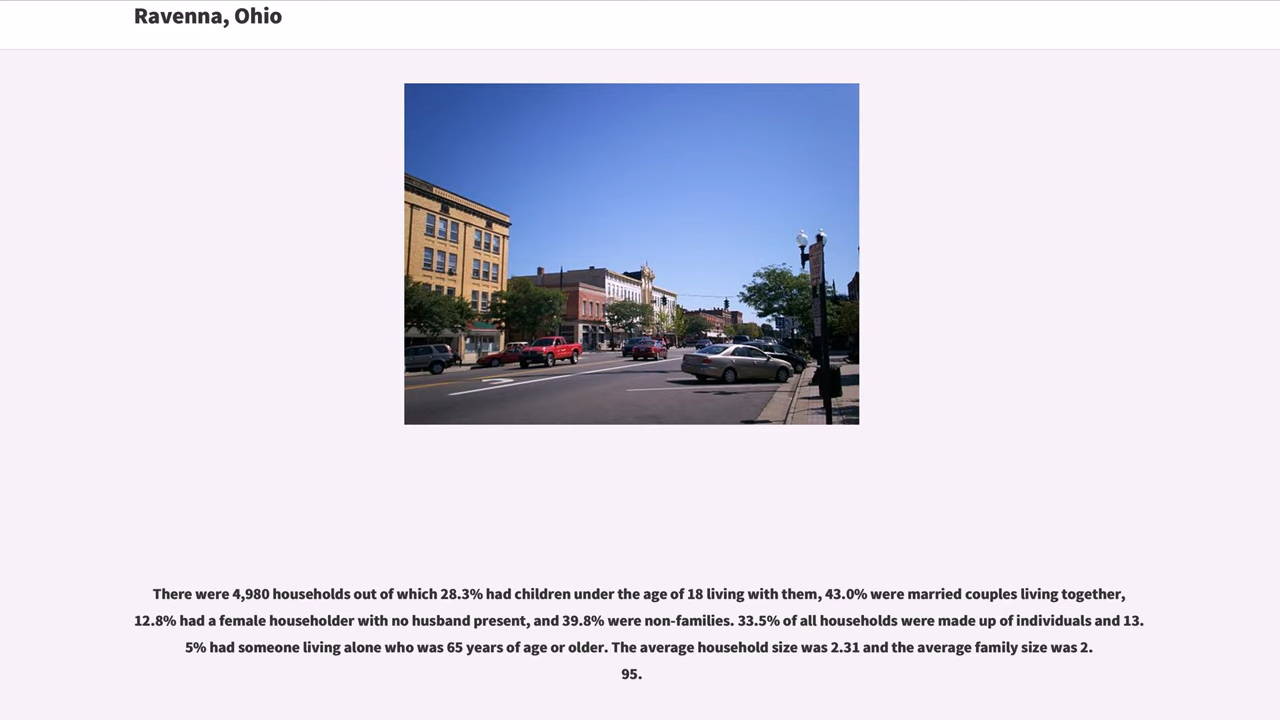 Ravenna, Ohio
There were 4,980 households out of which 28.3% had children under the age of 18 living with them, 43.0% were married couples living together,
12.8% had a female householder with no husband present, and 39.8% were non-families. 33.5% of all households were made up of individuals and 13.
5% had someone living alone who was 65 years of age or older. The average household size was 2.31 and the average family size was 2.
95.